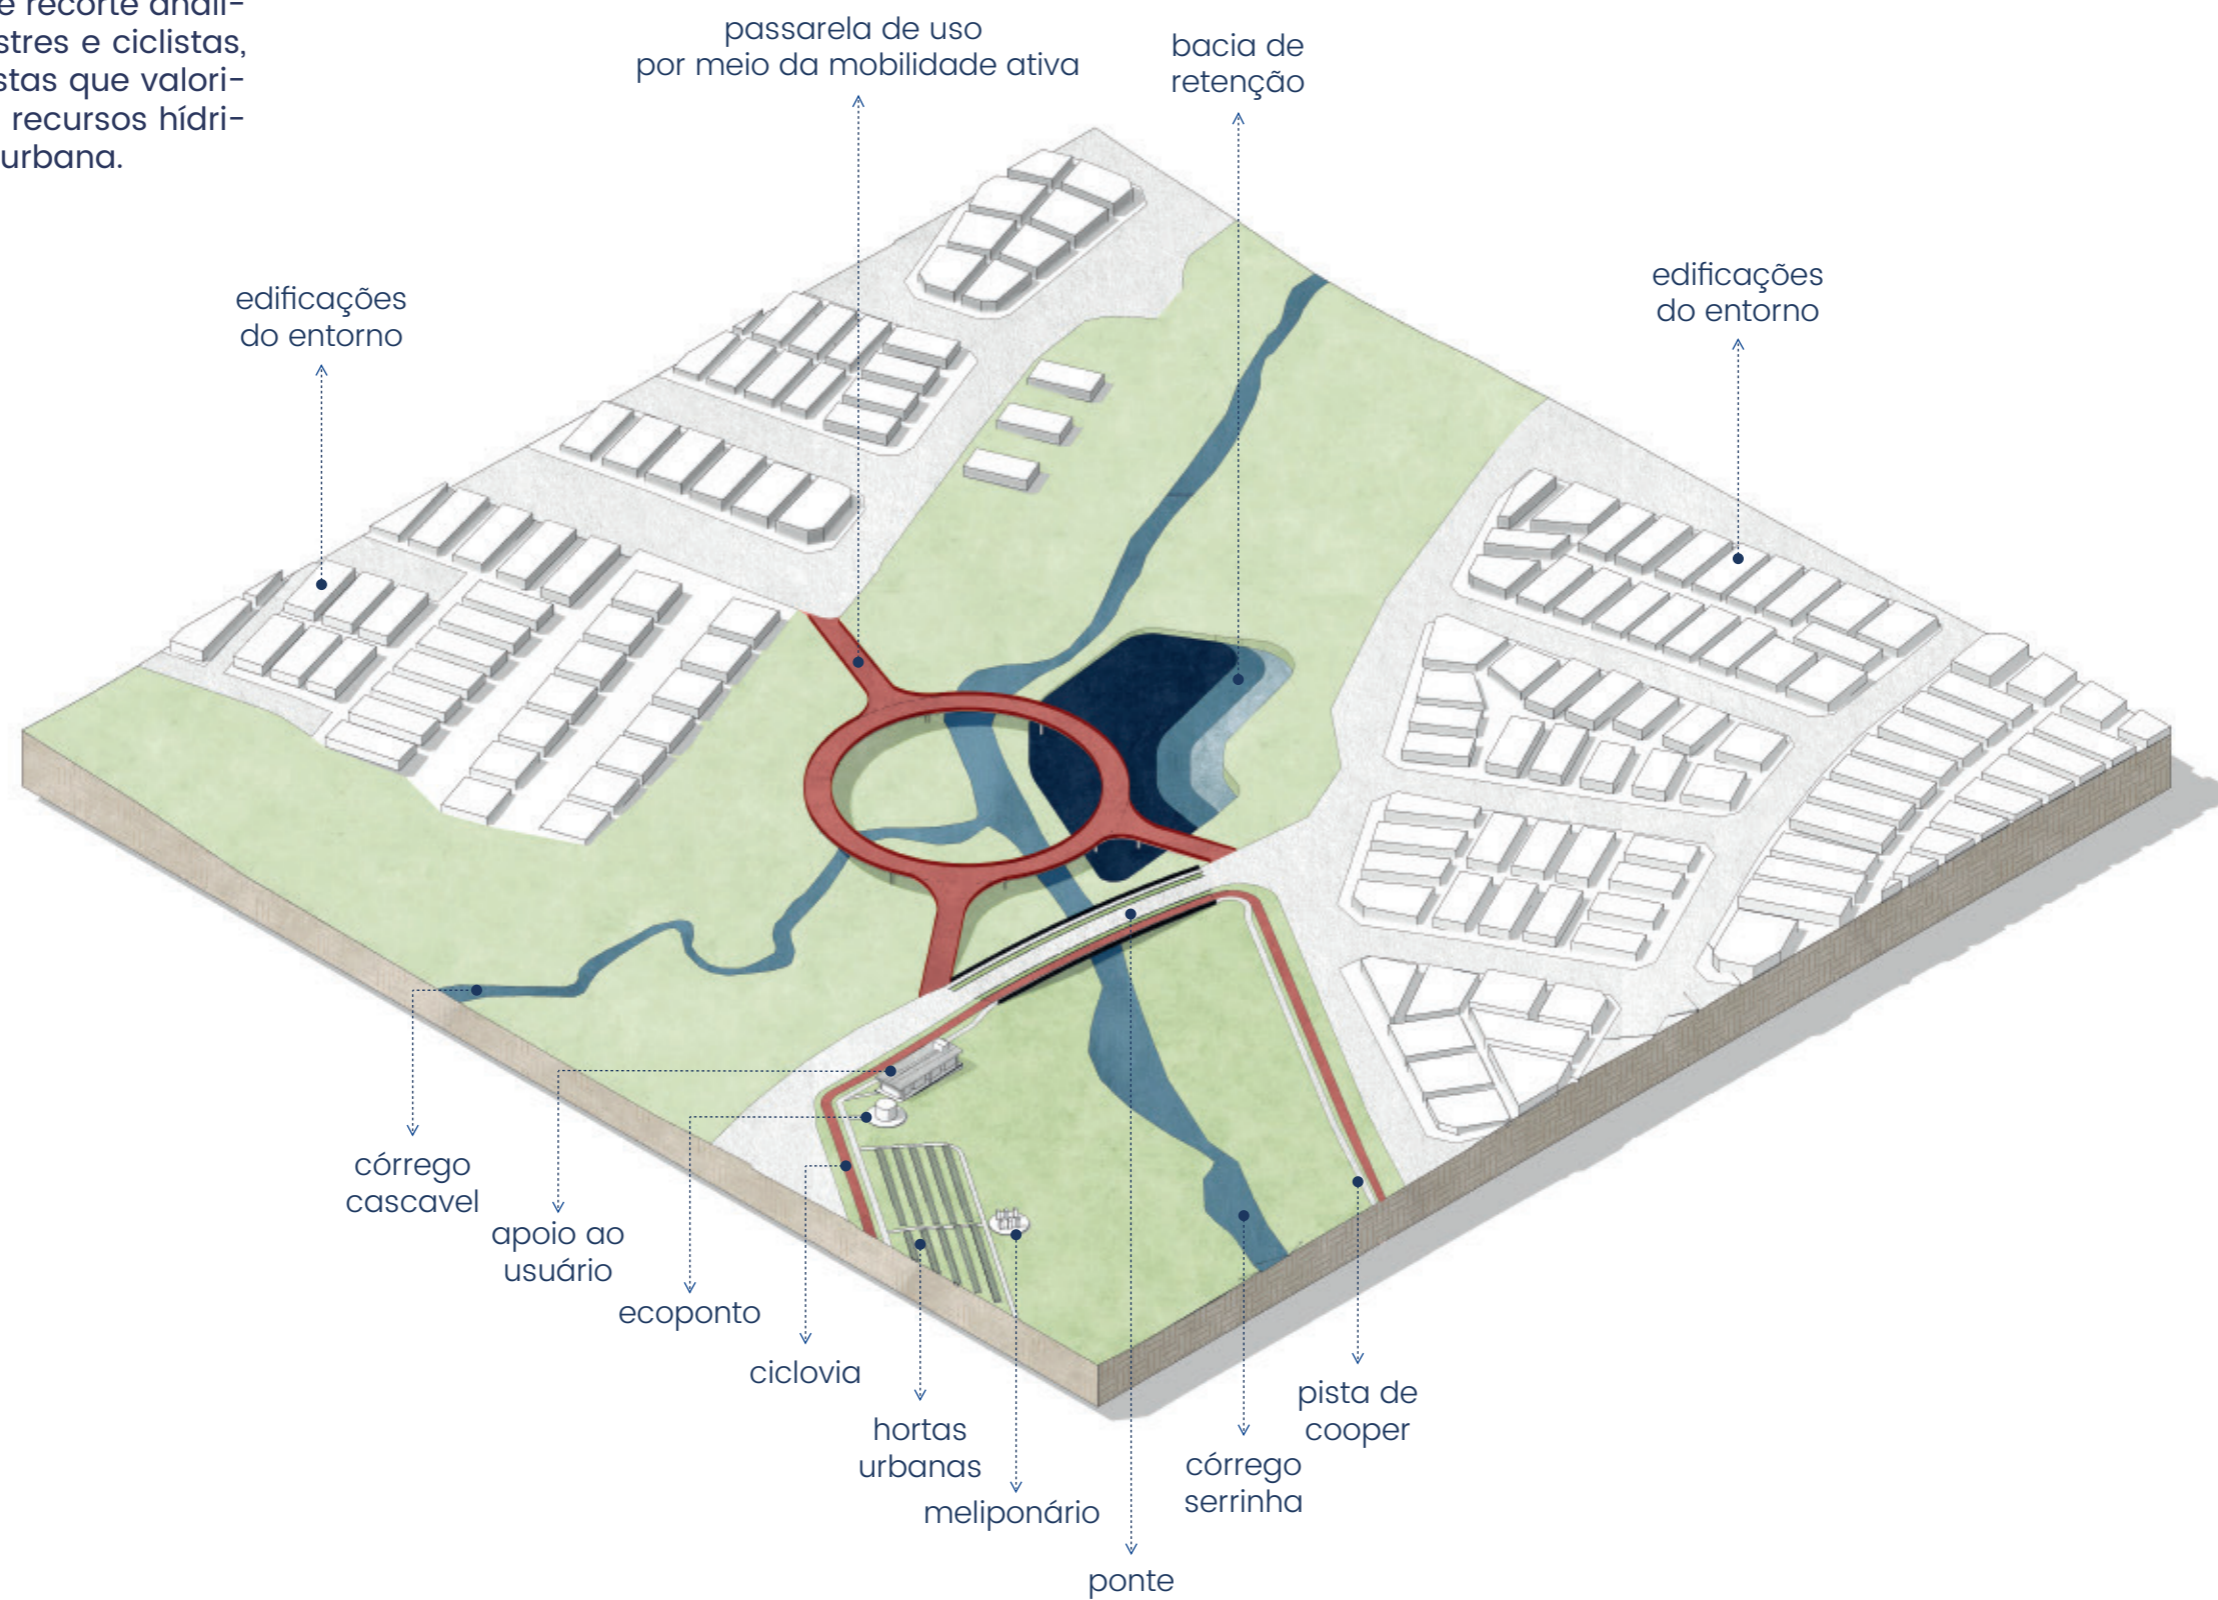 e recorte analí-
stres e ciclistas,
stas que valori-
recursos hídri-
urbana.
passarela de uso
por meio da mobilidade ativa
bacia de
retenção
edificações
do entorno
edificações
do entorno
córrego
cascavel
apoio ao
usuário
ecoponto
ciclovia
hortas
urbanas
meliponário
ponte
córrego
serrinha
pista de
cooper